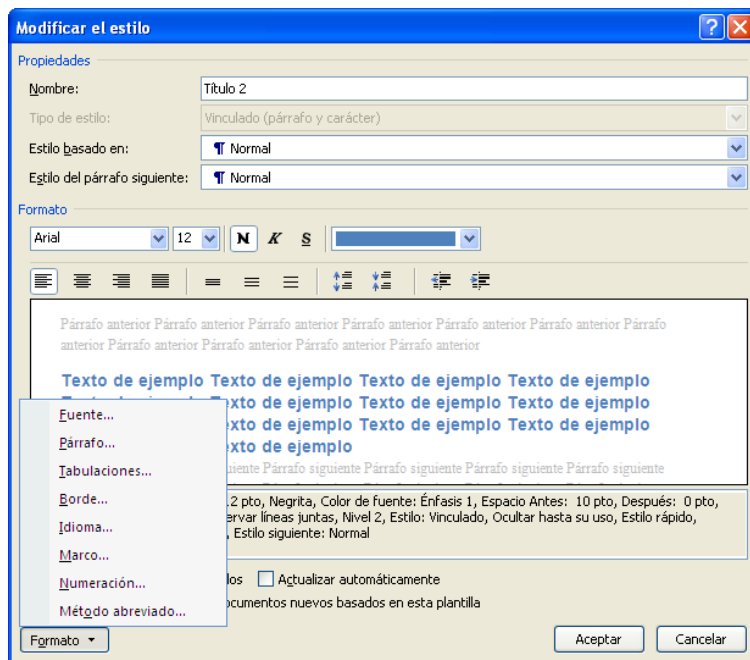 Modificar el estilo
Propiedades
Nombre: Título 2
Tipo de estilo: Vinculado (párrafo y carácter)
Estilo basado en: ¶ Normal
Estilo del párrafo siguiente: ¶ Normal
Formato
Arial 12 N K S
Párrafo anterior Párrafo anterior Párrafo anterior Párrafo anterior Párrafo anterior Párrafo anterior Párrafo
anterior Párrafo anterior Párrafo anterior Párrafo anterior Párrafo anterior
Texto de ejemplo Texto de ejemplo Texto de ejemplo Texto de ejemplo
exto de ejemplo Texto de ejemplo Texto de ejemplo
exto de ejemplo Texto de ejemplo Texto de ejemplo
exto de ejemplo
uiente Párrafo siguiente Párrafo siguiente Párrafo siguiente Párrafo siguiente
2 pto, Negrita, Color de fuente: Énfasis 1, Espacio Antes: 10 pto, Después: 0 pto,
ervar líneas juntas, Nivel 2, Estilo: Vinculado, Ocultar hasta su uso, Estilo rápido,
, Estilo siguiente: Normal
los Actualizar automáticamente
ocumentos nuevos basados en esta plantilla
Fuente...
Párrafo...
Tabulaciones...
Borde...
Idioma...
Marco...
Numeración...
Método abreviado...
Formato Aceptar Cancelar